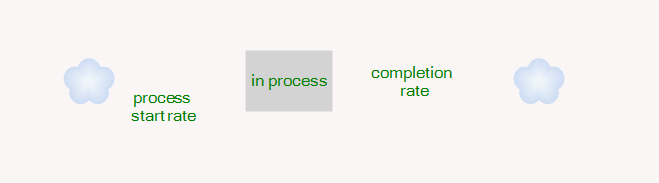 process
start rate
in process
completion
rate